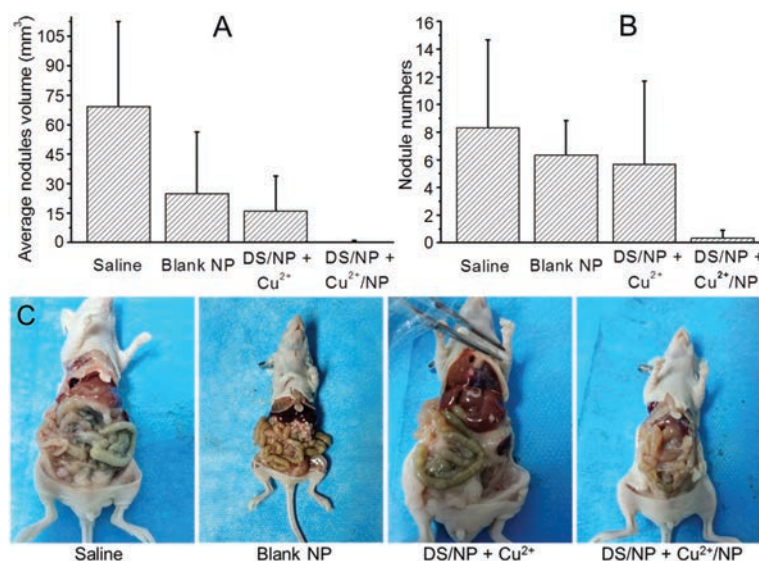 A
Average nodules volume (mm³)
105
90
75
60
45
30
15
0
Saline
Blank NP
DS/NP +
Cu²⁺
DS/NP +
Cu²⁺/NP
B
Nodule numbers
16
14
12
10
8
6
4
2
0
Saline
Blank NP
DS/NP +
Cu²⁺
DS/NP +
Cu²⁺/NP
C
Saline
Blank NP
DS/NP + Cu²⁺
DS/NP + Cu²⁺/NP